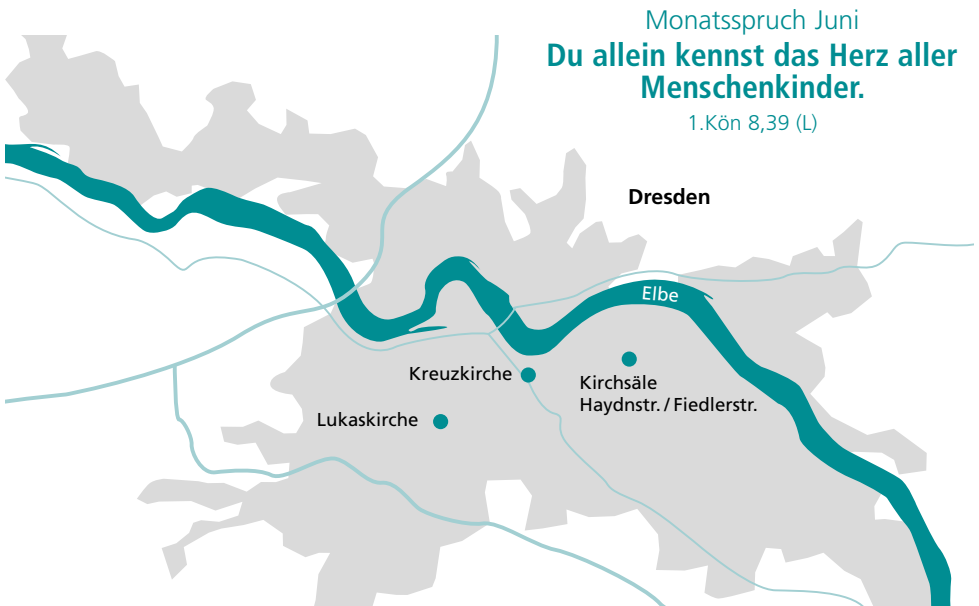 Monatsspruch Juni
Du allein kennst das Herz aller
Menschenkinder.
1.Kön 8,39 (L)
Dresden
Elbe
Kreuzkirche
Kirchsäle
Haydnstr. / Fiedlerstr.
Lukaskirche